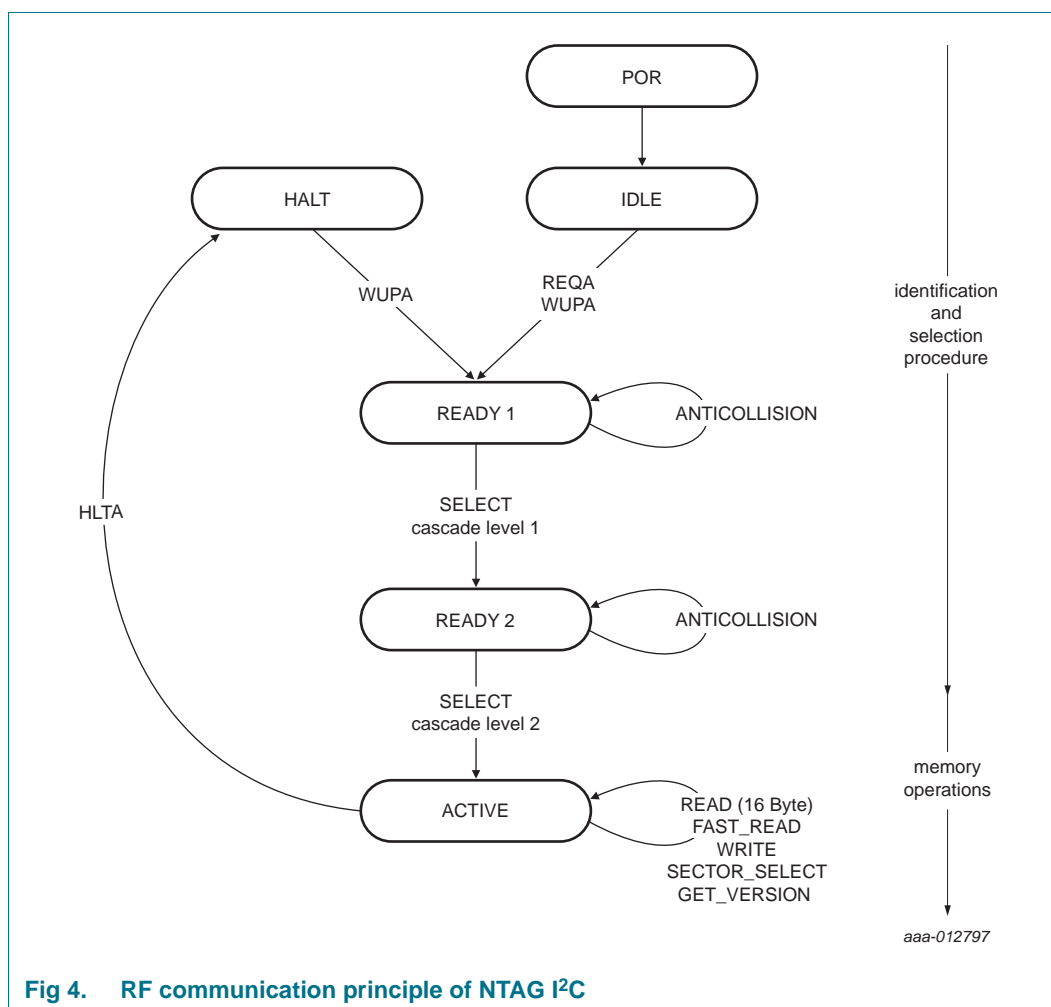 POR
HALT
IDLE
WUPA
REQA
WUPA
identification
and
selection
procedure
READY 1
ANTICOLLISION
HLTA
SELECT
cascade level 1
READY 2
ANTICOLLISION
SELECT
cascade level 2
memory
operations
ACTIVE
READ (16 Byte)
FAST_READ
WRITE
SECTOR_SELECT
GET_VERSION
aaa-012797
Fig 4. RF communication principle of NTAG I²C